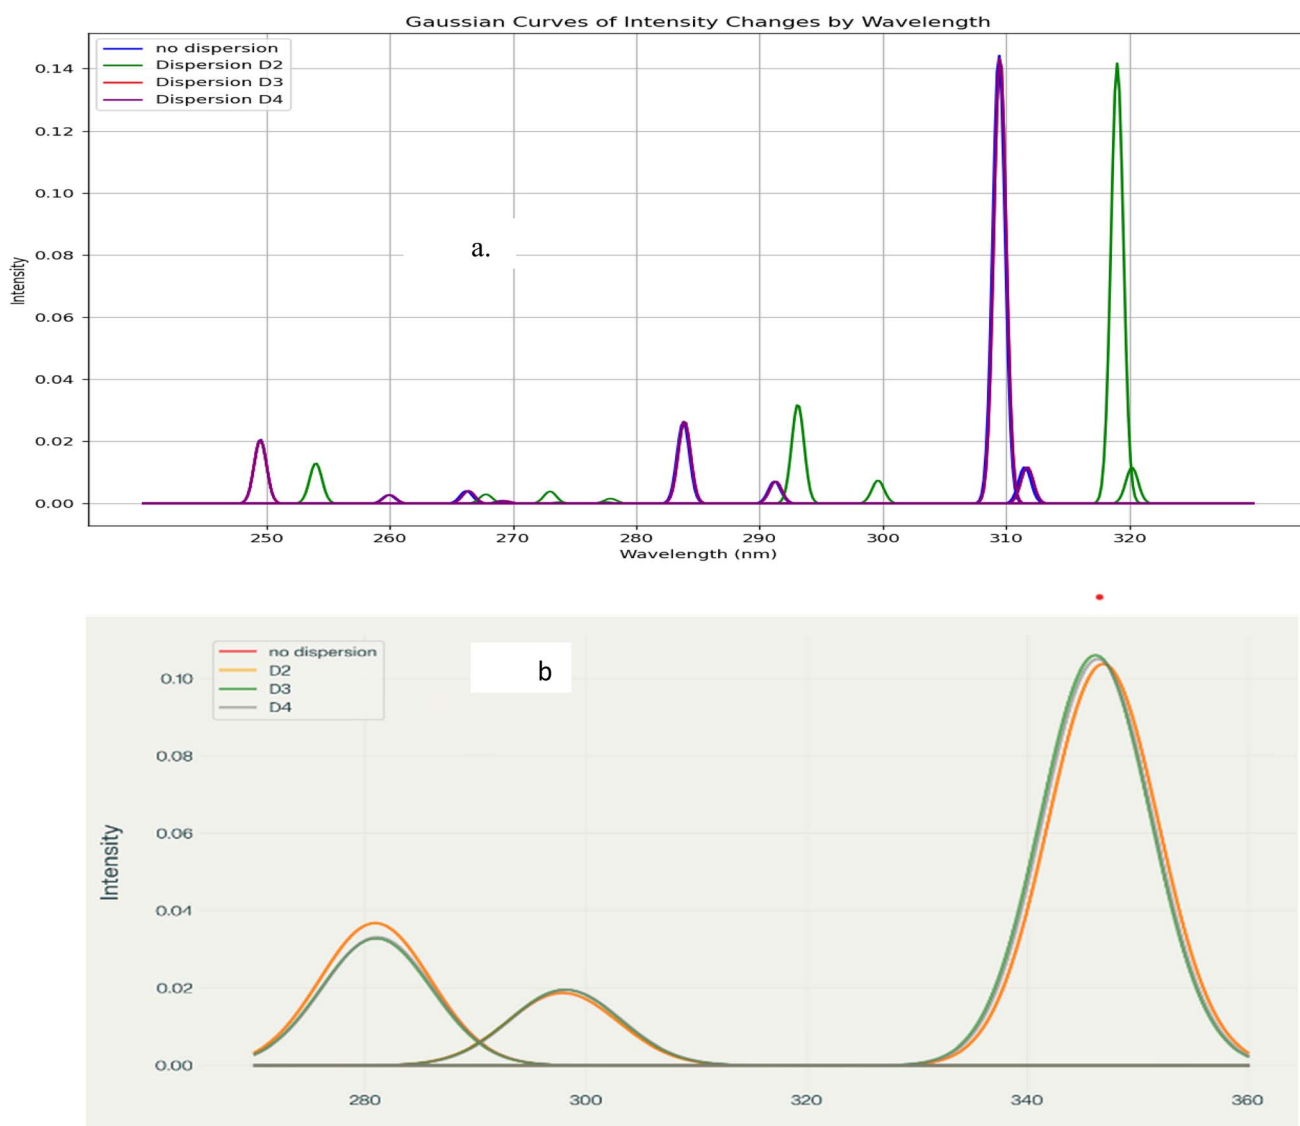 Gaussian Curves of Intensity Changes by Wavelength
no dispersion
Dispersion D2
Dispersion D3
Dispersion D4
0.14
0.12
0.10
0.08
0.06
0.04
0.02
0.00
Intensity
a.
250 260 270 280 290 300 310 320
Wavelength (nm)
no dispersion
D2
D3
D4
b
0.10
0.08
0.06
0.04
0.02
0.00
Intensity
280 300 320 340 360